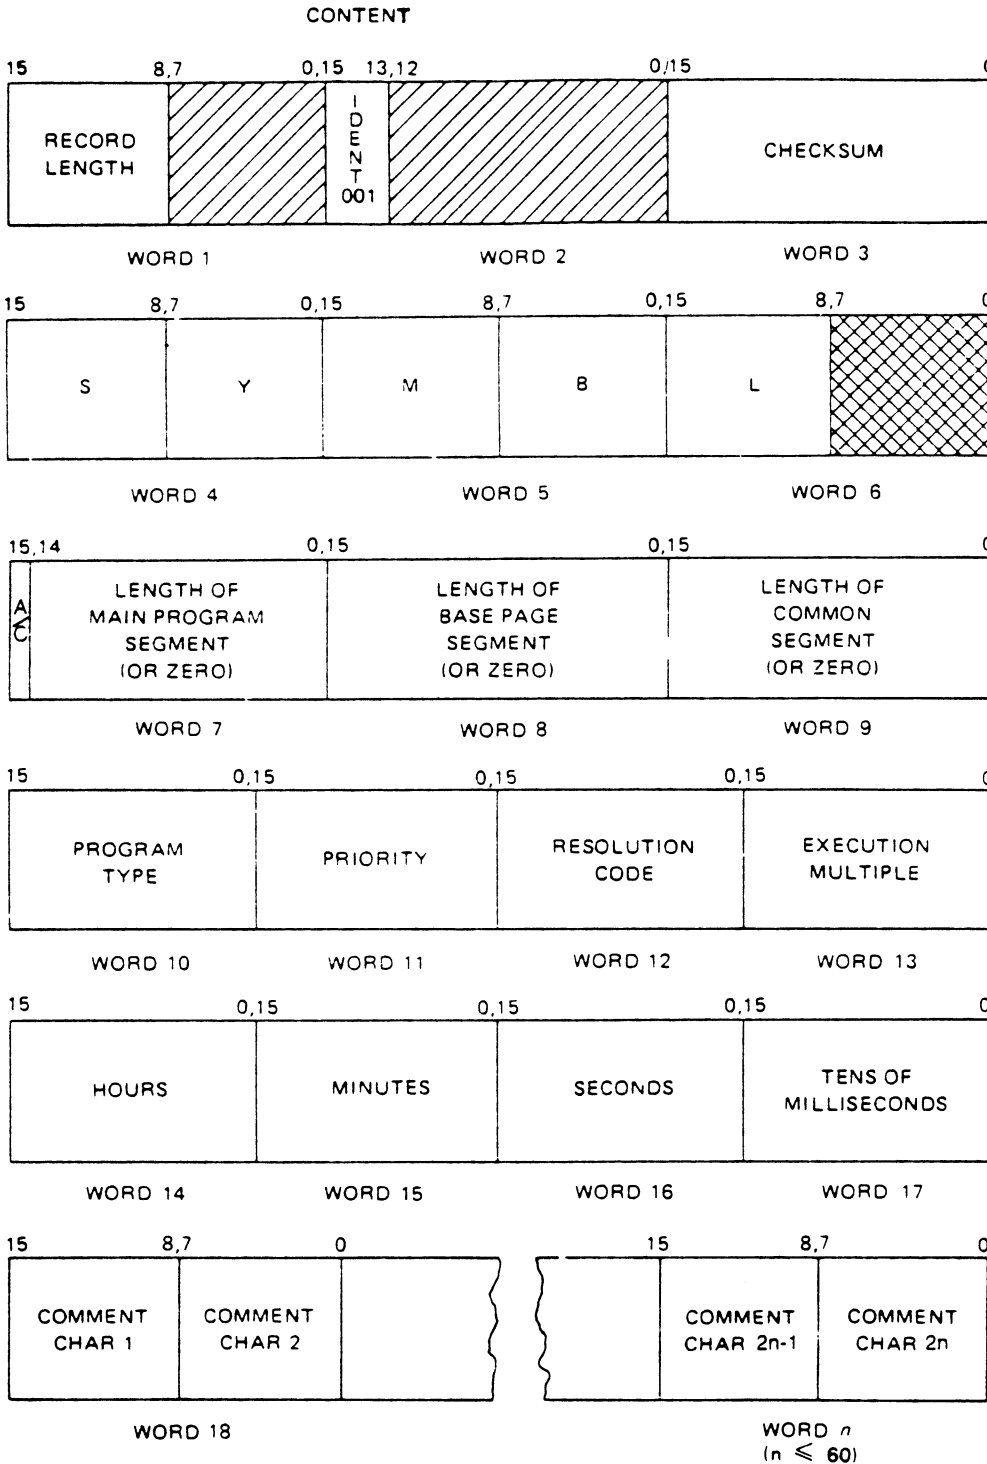 CONTENT
15 8,7 0,15 13,12 0/15 0
RECORD LENGTH
IDENT 001
CHECKSUM
WORD 1 WORD 2 WORD 3
15 8,7 0,15 8,7 0,15 8,7 0
S Y M B L
WORD 4 WORD 5 WORD 6
15,14 0,15 0,15 0
A/C
LENGTH OF MAIN PROGRAM SEGMENT (OR ZERO)
LENGTH OF BASE PAGE SEGMENT (OR ZERO)
LENGTH OF COMMON SEGMENT (OR ZERO)
WORD 7 WORD 8 WORD 9
15 0,15 0,15 0,15 0
PROGRAM TYPE
PRIORITY
RESOLUTION CODE
EXECUTION MULTIPLE
WORD 10 WORD 11 WORD 12 WORD 13
15 0,15 0,15 0,15 0
HOURS
MINUTES
SECONDS
TENS OF MILLISECONDS
WORD 14 WORD 15 WORD 16 WORD 17
15 8,7 0 15 8,7 0
COMMENT CHAR 1
COMMENT CHAR 2
COMMENT CHAR 2n-1
COMMENT CHAR 2n
WORD 18
WORD n
(n ⩽ 60)